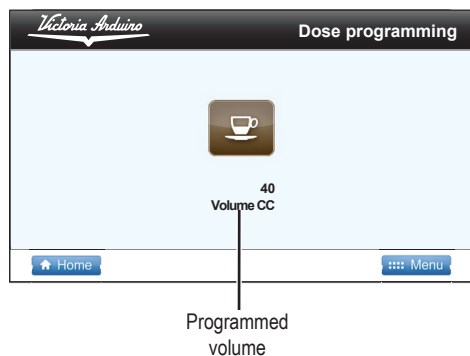 Victoria Arduino
Dose programming
40
Volume CC
Home
Menu
Programmed
volume